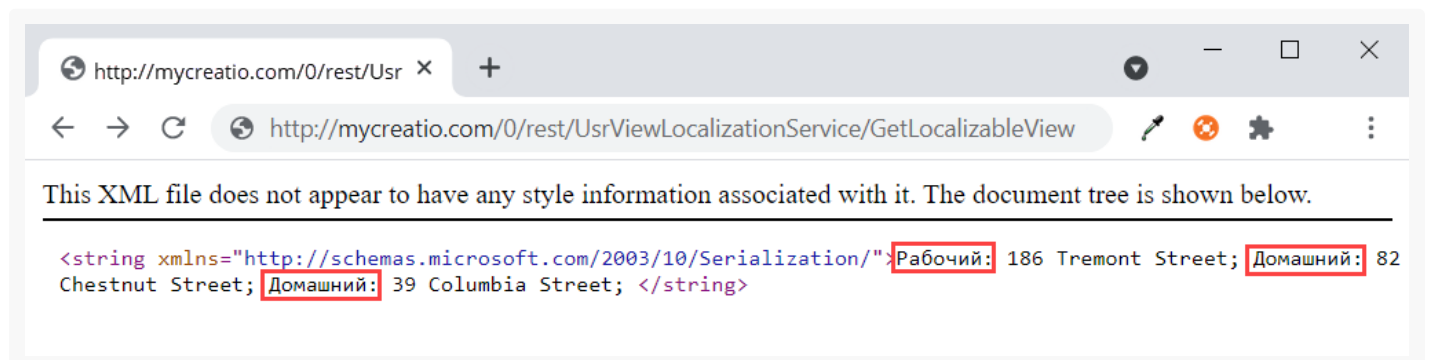 http://mycreatio.com/0/rest/Usr
http://mycreatio.com/0/rest/UsrViewLocalizationService/GetLocalizableView
This XML file does not appear to have any style information associated with it. The document tree is shown below.
<string xmlns="http://schemas.microsoft.com/2003/10/Serialization/">Рабочий: 186 Tremont Street; Домашний: 82
Chestnut Street; Домашний: 39 Columbia Street; </string>